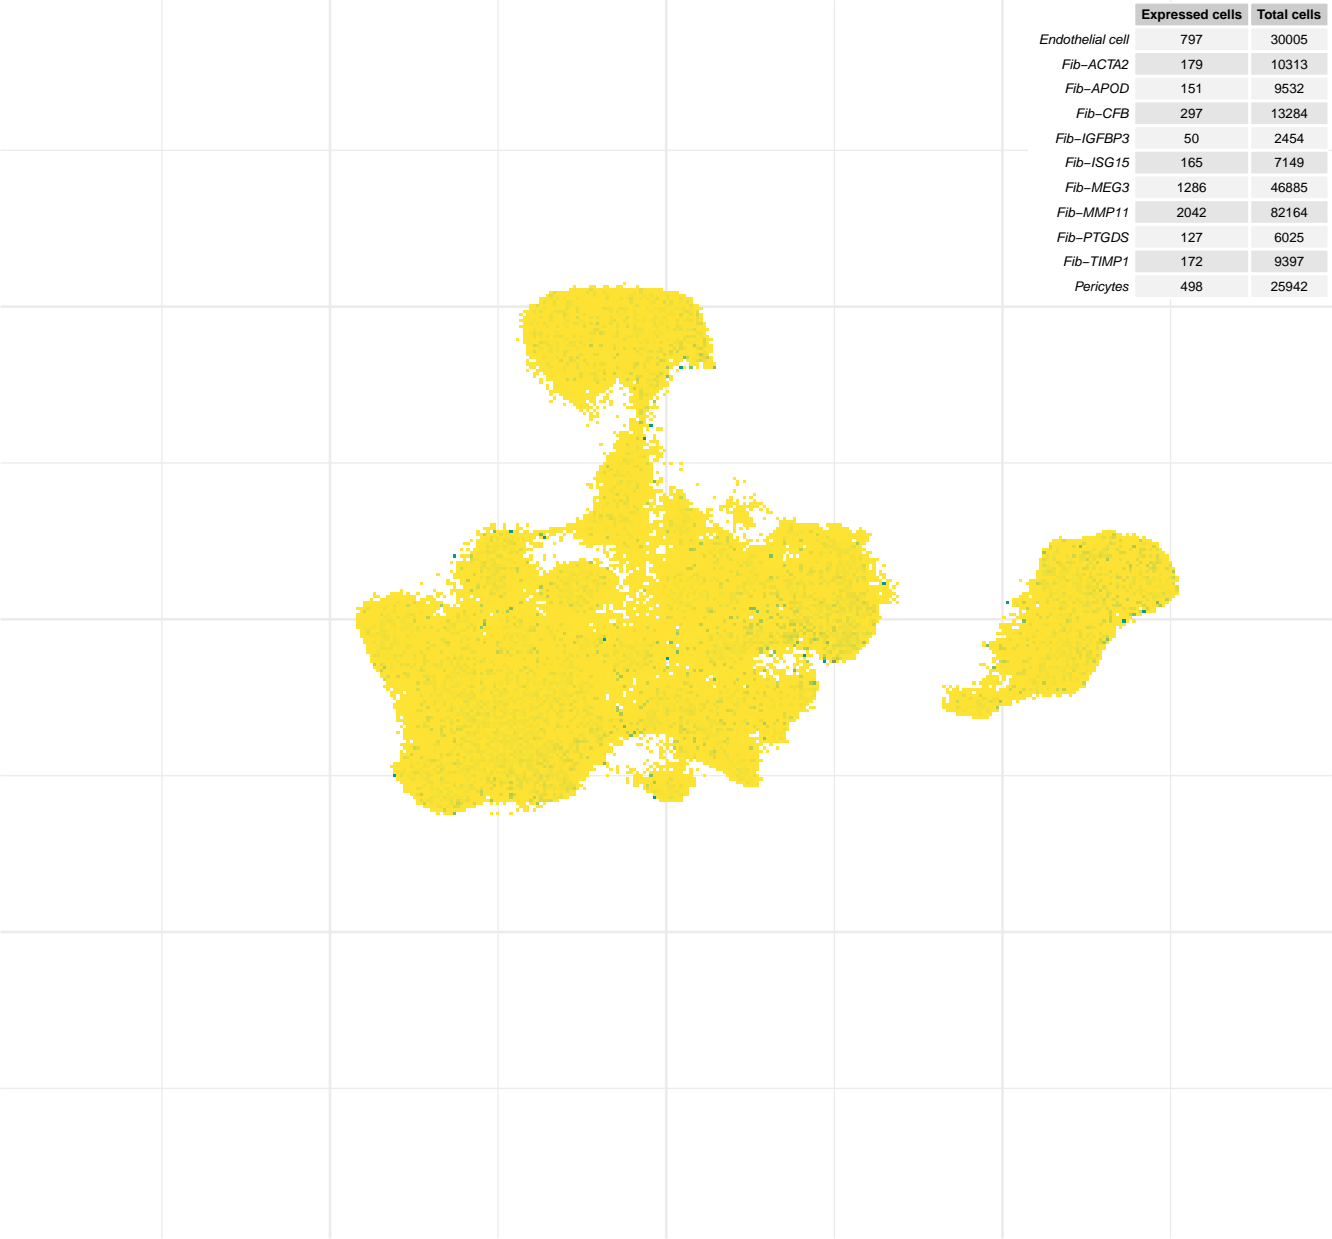 Expressed cells Total cells
Endothelial cell 797 30005
Fib−ACTA2 179 10313
Fib−APOD 151 9532
Fib−CFB 297 13284
Fib−IGFBP3 50 2454
Fib−ISG15 165 7149
Fib−MEG3 1286 46885
Fib−MMP11 2042 82164
Fib−PTGDS 127 6025
Fib−TIMP1 172 9397
Pericytes 498 25942